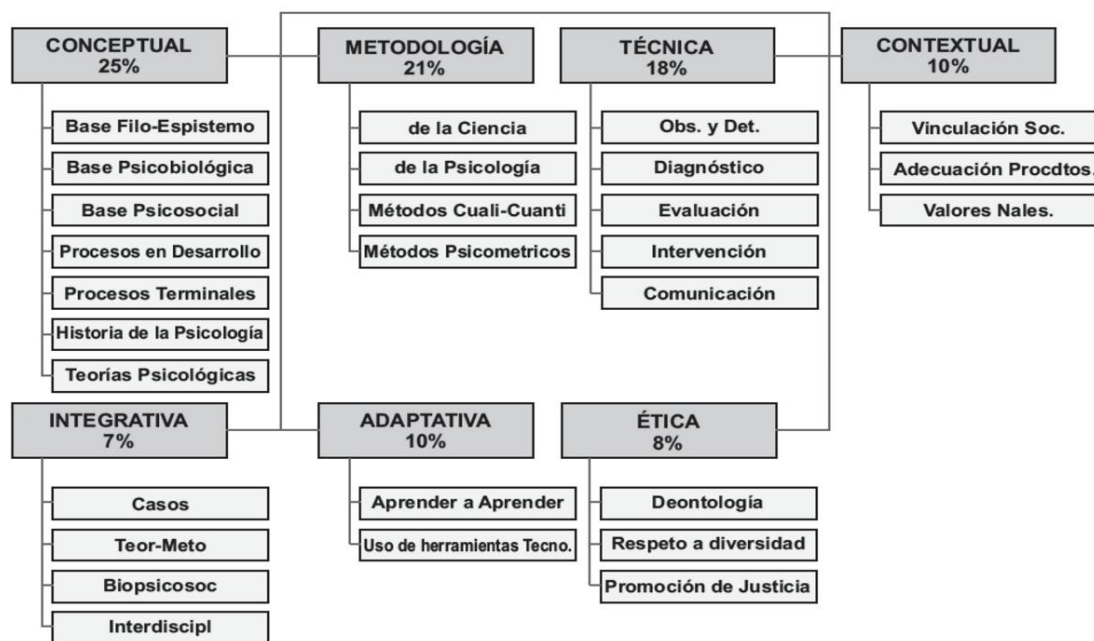 CONCEPTUAL
25%
Base Filo-Espistemo
Base Psicobiológica
Base Psicosocial
Procesos en Desarrollo
Procesos Terminales
Historia de la Psicología
Teorías Psicológicas
METODOLOGÍA
21%
de la Ciencia
de la Psicología
Métodos Cuali-Cuanti
Métodos Psicometricos
TÉCNICA
18%
Obs. y Det.
Diagnóstico
Evaluación
Intervención
Comunicación
CONTEXTUAL
10%
Vinculación Soc.
Adecuación Procdtos.
Valores Nales.
INTEGRATIVA
7%
Casos
Teor-Meto
Biopsicosoc
Interdiscipl
ADAPTATIVA
10%
Aprender a Aprender
Uso de herramientas Tecno.
ÉTICA
8%
Deontología
Respeto a diversidad
Promoción de Justicia